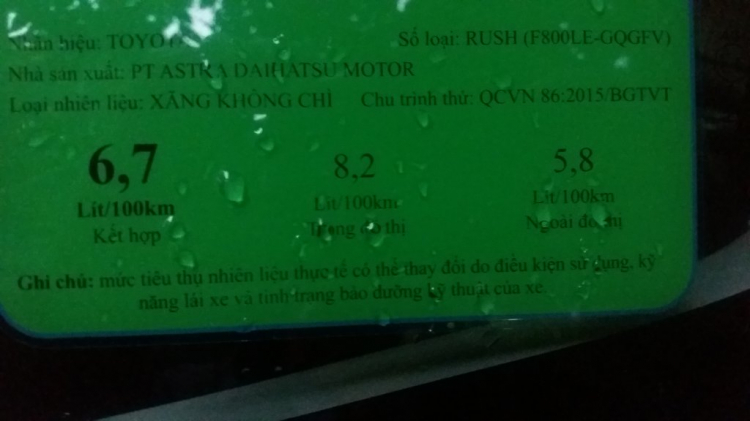 Nhãn hiệu: TOYOTA Số loại: RUSH (F800LE-GQGFV)
Nhà sản xuất: PT ASTRA DAIHATSU MOTOR
Loại nhiên liệu: XĂNG KHÔNG CHÌ Chu trình thử: QCVN 86:2015/BGTVT
6,7 8,2 5,8
Lít/100km Lít/100km Lít/100km
Kết hợp Trong đô thị Ngoài đô thị
Ghi chú: mức tiêu thụ nhiên liệu thực tế có thể thay đổi do điều kiện sử dụng, kỹ
năng lái xe và tình trạng bảo dưỡng kỹ thuật của xe.